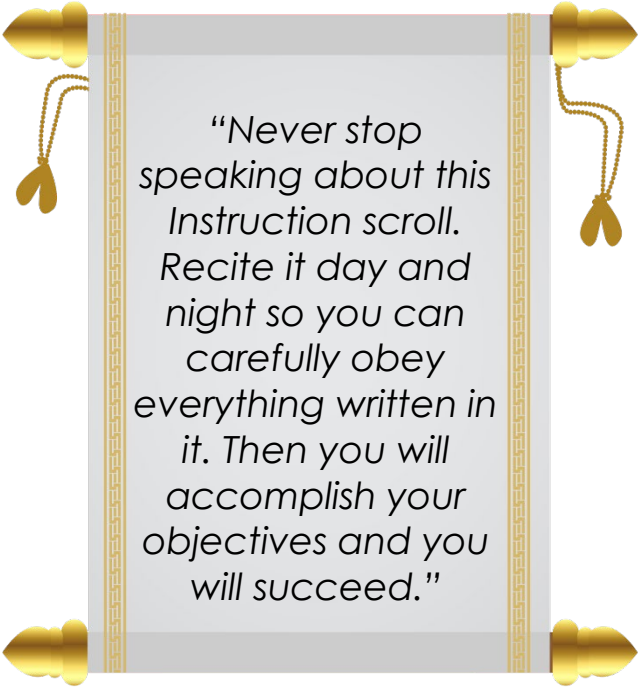 “Never stop
speaking about this
Instruction scroll.
Recite it day and
night so you can
carefully obey
everything written in
it. Then you will
accomplish your
objectives and you
will succeed.”